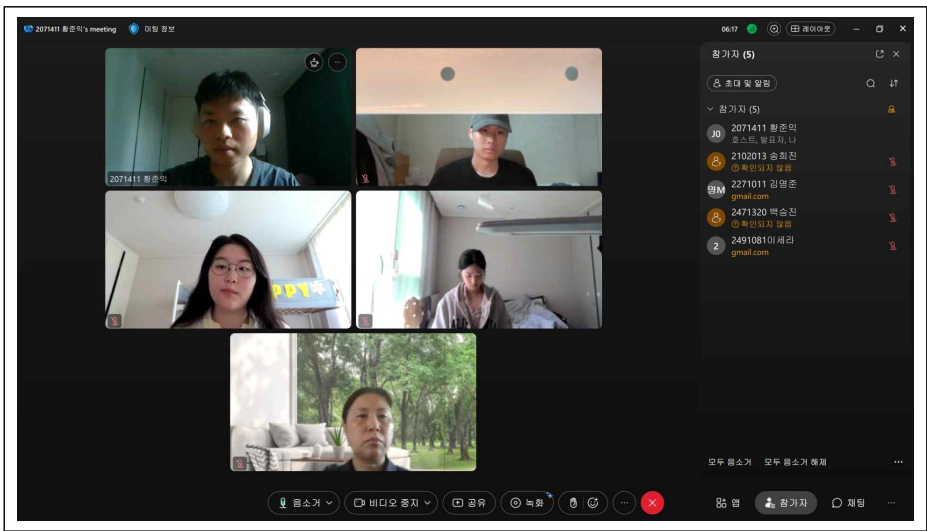 2071411 황준익's meeting
미팅 정보
06:17
레이아웃
2071411 황준익
PPY
음소거
비디오 중지
공유
녹화
참가자 (5)
초대 및 알림
참가자 (5)
JO
2071411 황준익
호스트, 발표자, 나
2102013 송희진
확인되지 않음
명M
2271011 김명준
gmail.com
2471320 백승진
확인되지 않음
2
2491081이세라
gmail.com
모두 음소거 모두 음소거 해제
앱
참가자
채팅